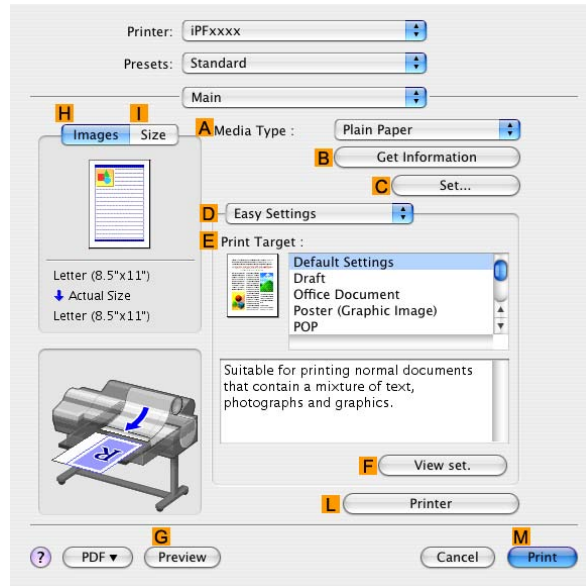 Printer: iPFxxxx
Presets: Standard
Main
H I
Images Size
A Media Type : Plain Paper
B Get Information
C Set...
D Easy Settings
E Print Target :
Default Settings
Draft
Office Document
Poster (Graphic Image)
POP
Letter (8.5"x11")
Actual Size
Letter (8.5"x11")
Suitable for printing normal documents
that contain a mixture of text,
photographs and graphics.
R
F View set.
L Printer
G M
? PDF▼ Preview Cancel Print